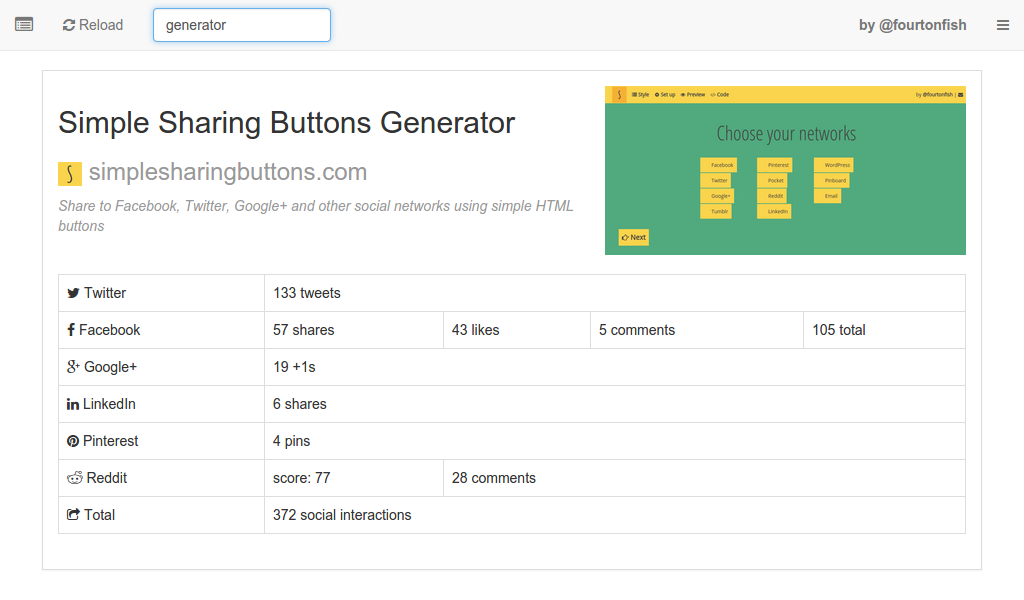 Reload
generator
by @fourtonfish
Simple Sharing Buttons Generator
simplesharingbuttons.com
Share to Facebook, Twitter, Google+ and other social networks using simple HTML
buttons
Style Set up Preview Code by @fourtonfish |
Choose your networks
Facebook Pinterest WordPress
Twitter Pocket Pinboard
Google+ Reddit Email
Tumblr LinkedIn
Next
Twitter 133 tweets
Facebook 57 shares 43 likes 5 comments 105 total
Google+ 19 +1s
LinkedIn 6 shares
Pinterest 4 pins
Reddit score: 77 28 comments
Total 372 social interactions